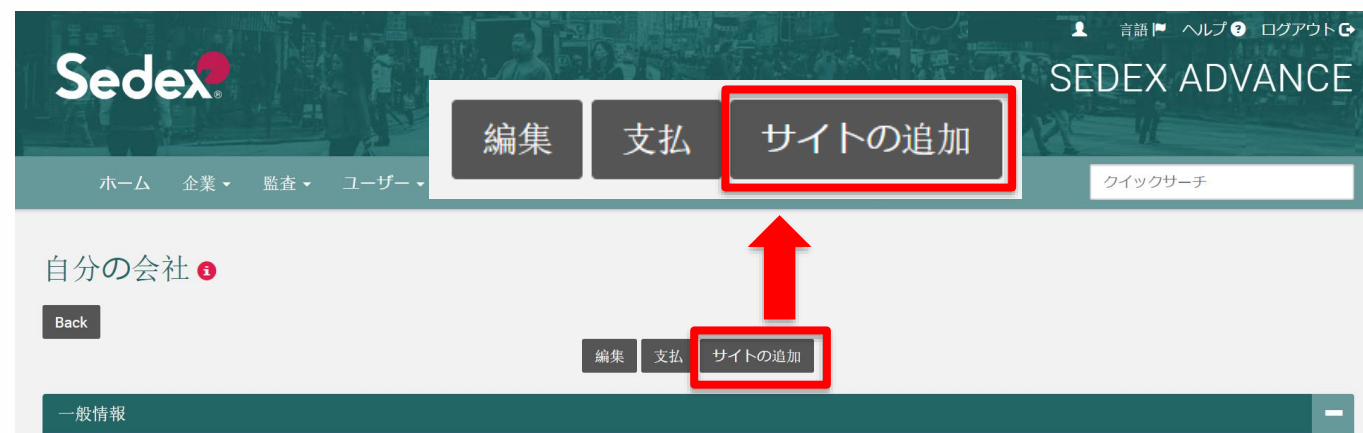 言語 ヘルプ ログアウト
Sedex®
SEDEX ADVANCE
編集 支払 サイトの追加
ホーム 企業 監査 ユーザー
クイックサーチ
自分の会社
Back
編集 支払 サイトの追加
一般情報